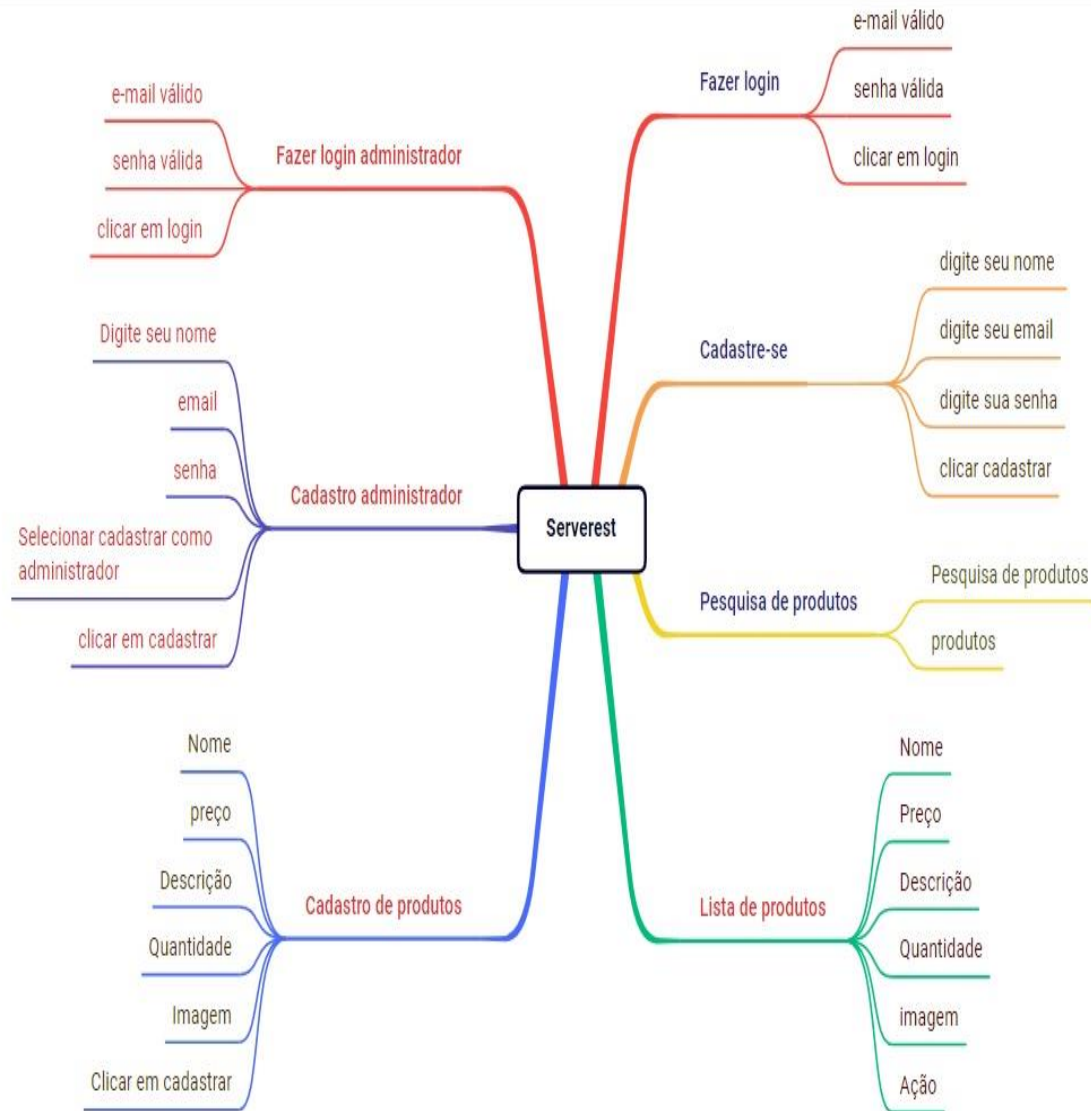 Serverest
Fazer login administrador
e-mail válido
senha válida
clicar em login
Cadastro administrador
Digite seu nome
email
senha
Selecionar cadastrar como
administrador
clicar em cadastrar
Cadastro de produtos
Nome
preço
Descrição
Quantidade
Imagem
Clicar em cadastrar
Fazer login
e-mail válido
senha válida
clicar em login
Cadastre-se
digite seu nome
digite seu email
digite sua senha
clicar cadastrar
Pesquisa de produtos
Pesquisa de produtos
produtos
Lista de produtos
Nome
Preço
Descrição
Quantidade
imagem
Ação